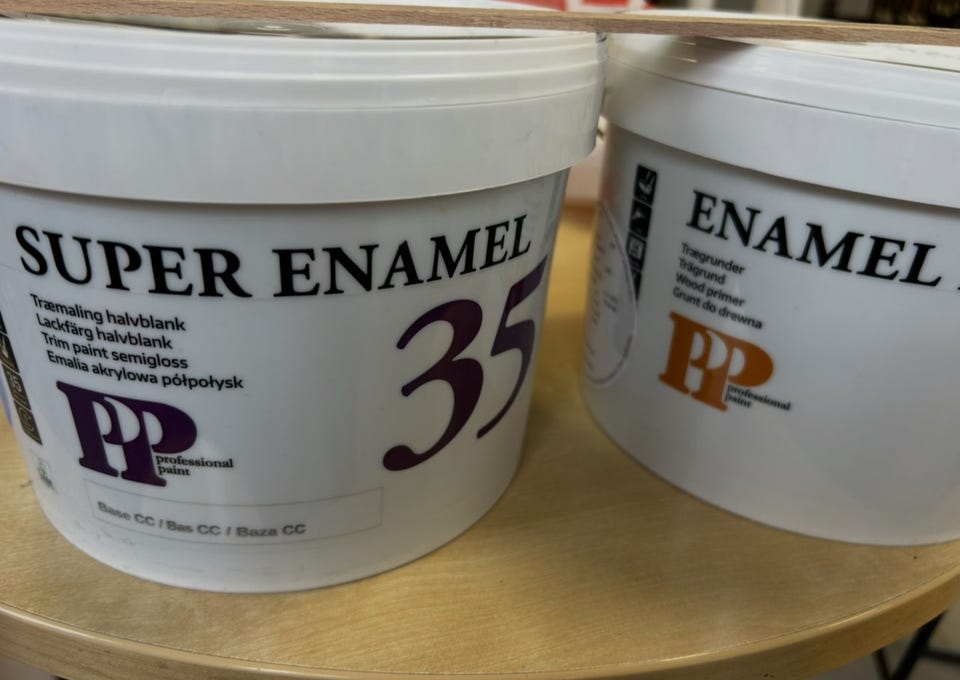 SUPER ENAMEL
Træmaling halvblank
Lackfärg halvblank
Trim paint semigloss
Emalia akrylowa półpołysk
35
PP
professional
paint
Base CC / Bas CC / Baza CC
ENAMEL
Trægrunder
Trägrund
Wood primer
Grunt do drewna
PP
professional
paint